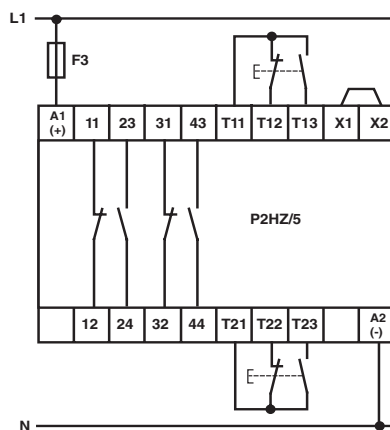 L1
F3
A1 (+) 11 23 31 43 T11 T12 T13 X1 X2
P2HZ/5
12 24 32 44 T21 T22 T23 A2 (-)
N